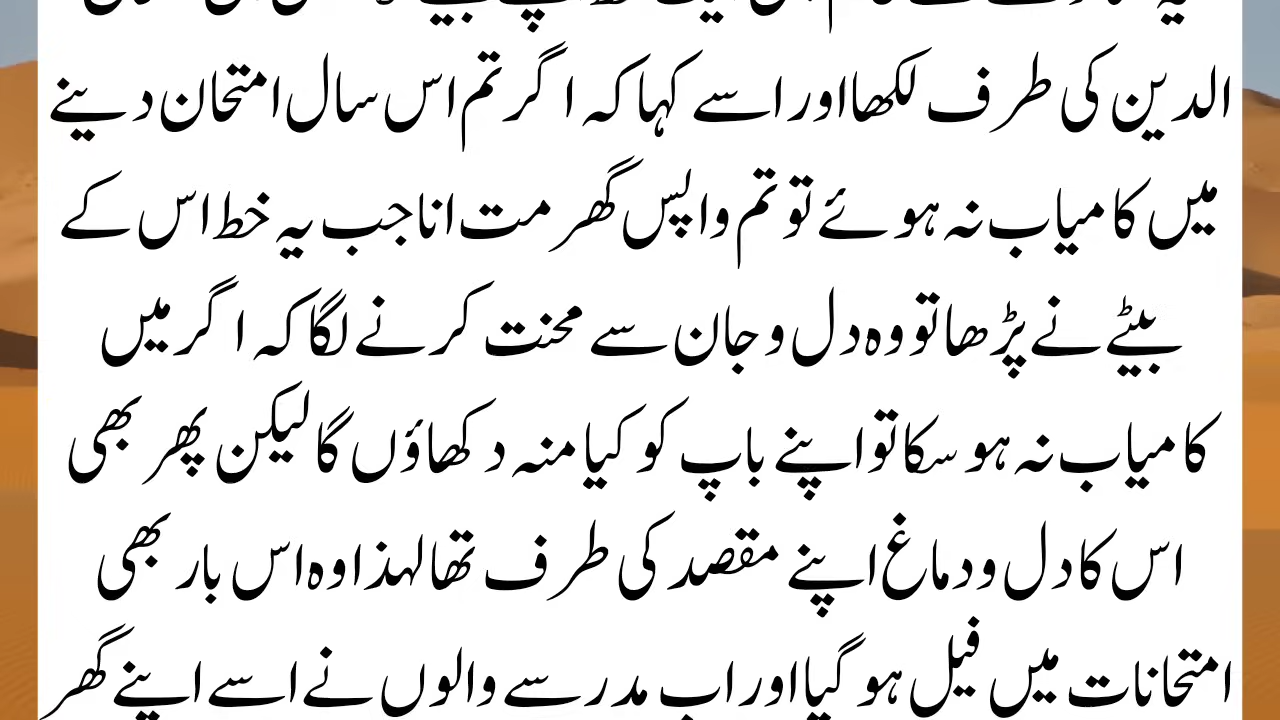 الدین کی طرف لکھا اور اسے کہا کہ اگر تم اس سال امتحان دینے
میں کامیاب نہ ہوئے تو تم واپس گھر مت انا جب یہ خط اس کے
بیٹے نے پڑھا تو وہ دل و جان سے محنت کرنے لگا کہ اگر میں
کامیاب نہ ہو سکا تو اپنے باپ کو کیا منہ دکھاؤں گا لیکن پھر بھی
اس کا دل و دماغ اپنے مقصد کی طرف تھا لہذا وہ اس بار بھی
امتحانات میں فیل ہو گیا اور اب مدرسے والوں نے اسے اپنے گھر